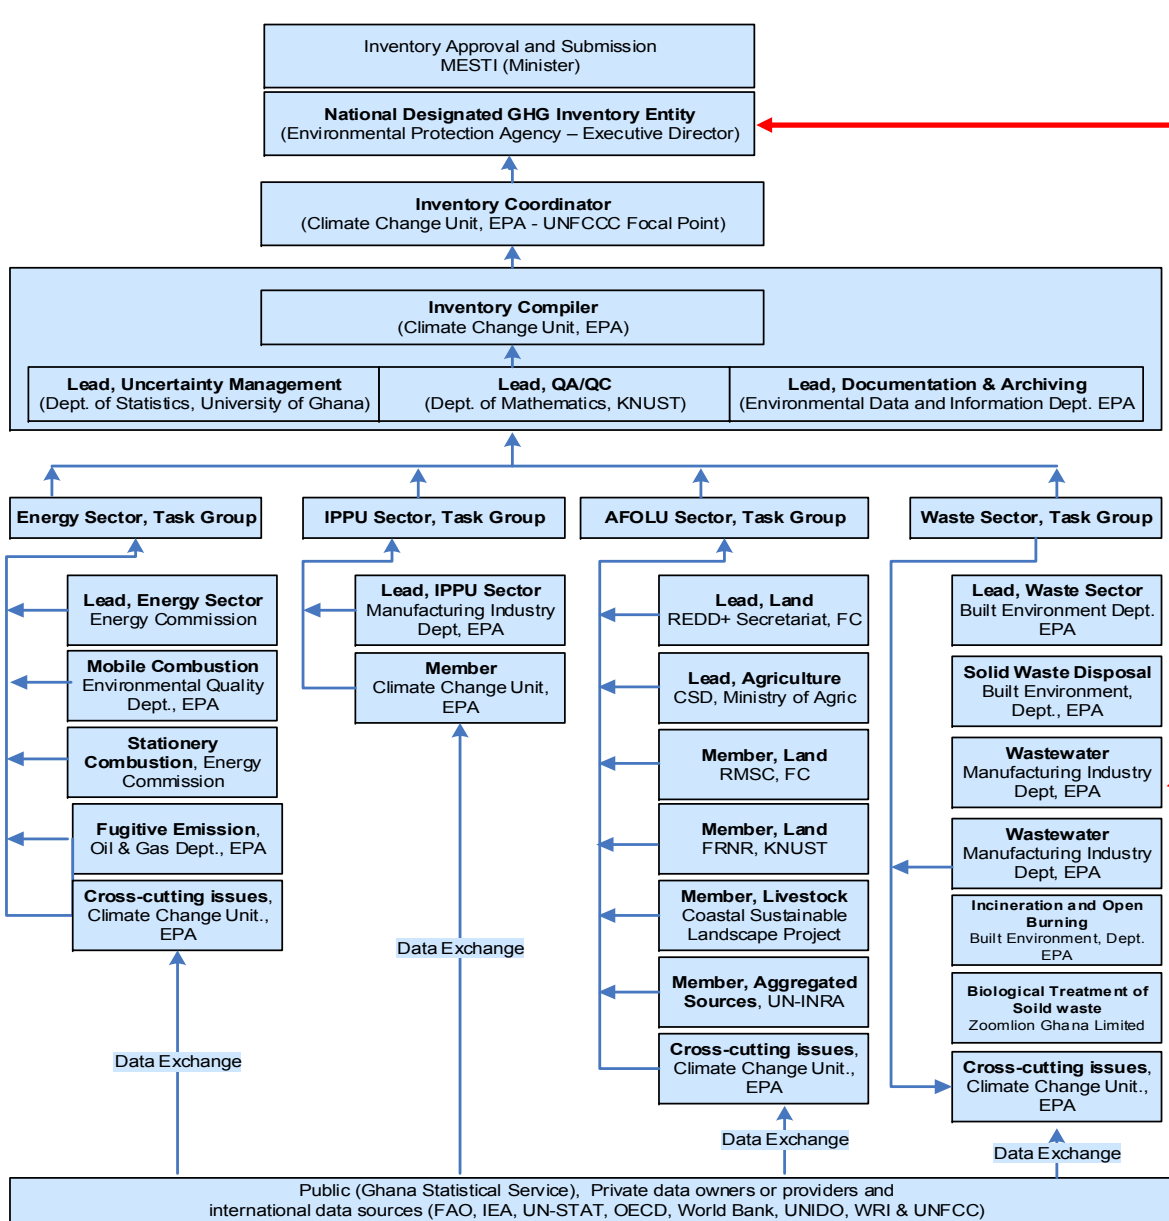 Inventory Approval and Submission
MESTI (Minister)
National Designated GHG Inventory Entity
(Environmental Protection Agency – Executive Director)
Inventory Coordinator
(Climate Change Unit, EPA - UNFCCC Focal Point)
Inventory Compiler
(Climate Change Unit, EPA)
Lead, Uncertainty Management
(Dept. of Statistics, University of Ghana)
Lead, QA/QC
(Dept. of Mathematics, KNUST)
Lead, Documentation & Archiving
(Environmental Data and Information Dept. EPA
Energy Sector, Task Group
Lead, Energy Sector
Energy Commission
Mobile Combustion
Environmental Quality
Dept., EPA
Stationery
Combustion, Energy
Commission
Fugitive Emission,
Oil & Gas Dept., EPA
Cross-cutting issues,
Climate Change Unit.,
EPA
Data Exchange
IPPU Sector, Task Group
Lead, IPPU Sector
Manufacturing Industry
Dept, EPA
Member
Climate Change Unit,
EPA
Data Exchange
AFOLU Sector, Task Group
Lead, Land
REDD+ Secretariat, FC
Lead, Agriculture
CSD, Ministry of Agric
Member, Land
RMSC, FC
Member, Land
FRNR, KNUST
Member, Livestock
Coastal Sustainable
Landscape Project
Member, Aggregated
Sources, UN-INRA
Cross-cutting issues,
Climate Change Unit.,
EPA
Data Exchange
Waste Sector, Task Group
Lead, Waste Sector
Built Environment Dept.
EPA
Solid Waste Disposal
Built Environment,
Dept., EPA
Wastewater
Manufacturing Industry
Dept, EPA
Wastewater
Manufacturing Industry
Dept, EPA
Incineration and Open
Burning
Built Environment, Dept.
EPA
Biological Treatment of
Soild waste
Zoomlion Ghana Limited
Cross-cutting issues,
Climate Change Unit.,
EPA
Data Exchange
Public (Ghana Statistical Service), Private data owners or providers and
international data sources (FAO, IEA, UN-STAT, OECD, World Bank, UNIDO, WRI & UNFCC)